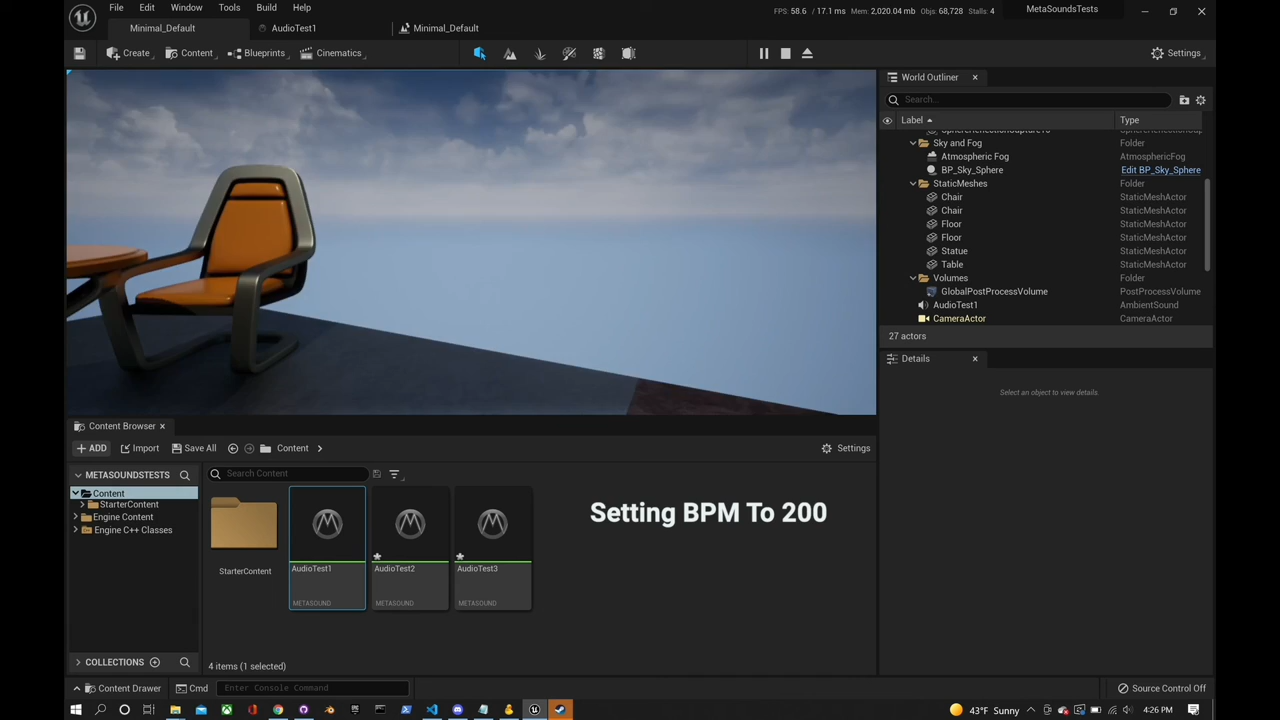 File Edit Window Tools Build Help
FPS: 58.6 / 17.1 ms Mem: 2,020.04 mb Objs: 68,728 Stalls: 4
MetaSoundsTests
Minimal_Default
AudioTest1
Minimal_Default
Create
Content
Blueprints
Cinematics
Settings
World Outliner
Search...
Label
Type
Sky and Fog Folder
Atmospheric Fog AtmosphericFog
BP_Sky_Sphere Edit BP_Sky_Sphere
StaticMeshes Folder
Chair StaticMeshActor
Chair StaticMeshActor
Floor StaticMeshActor
Floor StaticMeshActor
Statue StaticMeshActor
Table StaticMeshActor
Volumes Folder
GlobalPostProcessVolume PostProcessVolume
AudioTest1 AmbientSound
CameraActor CameraActor
27 actors
Details
Select an object to view details.
Content Browser
ADD
Import
Save All
Content
Settings
METASOUNDSTESTS
Search Content
Content
StarterContent
Engine Content
Engine C++ Classes
StarterContent
AudioTest1
METASOUND
AudioTest2
METASOUND
AudioTest3
METASOUND
Setting BPM To 200
COLLECTIONS
4 items (1 selected)
Content Drawer
Cmd
Enter Console Command
Source Control Off
43°F Sunny
4:26 PM